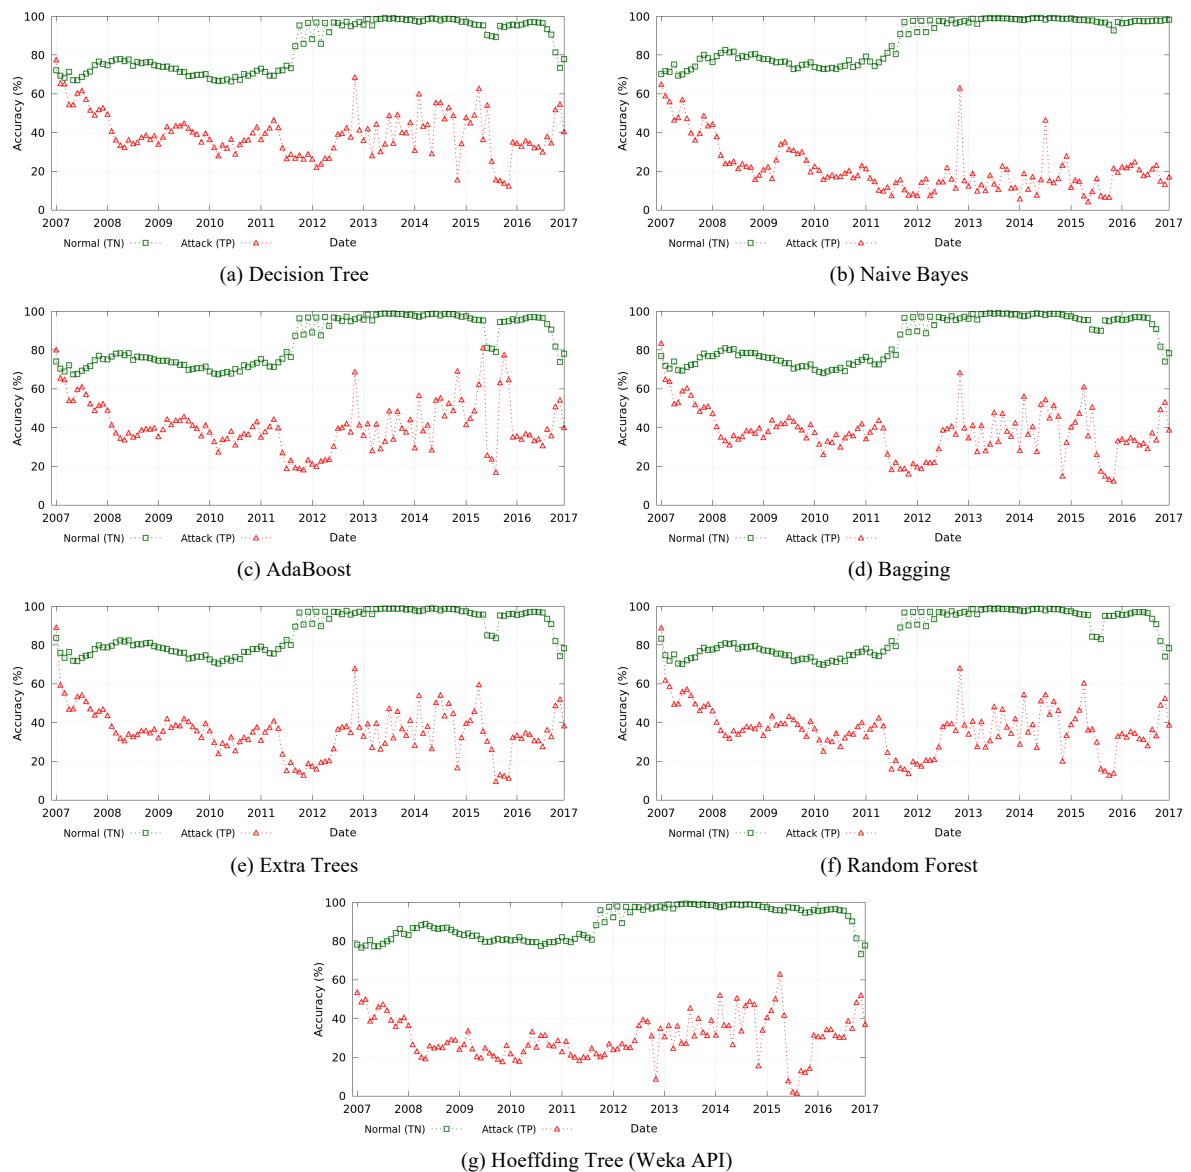 100
80
60
40
20
0
Accuracy (%)
2007 2008 2009 2010 2011 2012 2013 2014 2015 2016 2017
Normal (TN) Attack (TP) Date
(a) Decision Tree
100
80
60
40
20
0
Accuracy (%)
2007 2008 2009 2010 2011 2012 2013 2014 2015 2016 2017
Normal (TN) Attack (TP) Date
(b) Naive Bayes
100
80
60
40
20
0
Accuracy (%)
2007 2008 2009 2010 2011 2012 2013 2014 2015 2016 2017
Normal (TN) Attack (TP) Date
(c) AdaBoost
100
80
60
40
20
0
Accuracy (%)
2007 2008 2009 2010 2011 2012 2013 2014 2015 2016 2017
Normal (TN) Attack (TP) Date
(d) Bagging
100
80
60
40
20
0
Accuracy (%)
2007 2008 2009 2010 2011 2012 2013 2014 2015 2016 2017
Normal (TN) Attack (TP) Date
(e) Extra Trees
100
80
60
40
20
0
Accuracy (%)
2007 2008 2009 2010 2011 2012 2013 2014 2015 2016 2017
Normal (TN) Attack (TP) Date
(f) Random Forest
100
80
60
40
20
0
Accuracy (%)
2007 2008 2009 2010 2011 2012 2013 2014 2015 2016 2017
Normal (TN) Attack (TP) Date
(g) Hoeffding Tree (Weka API)